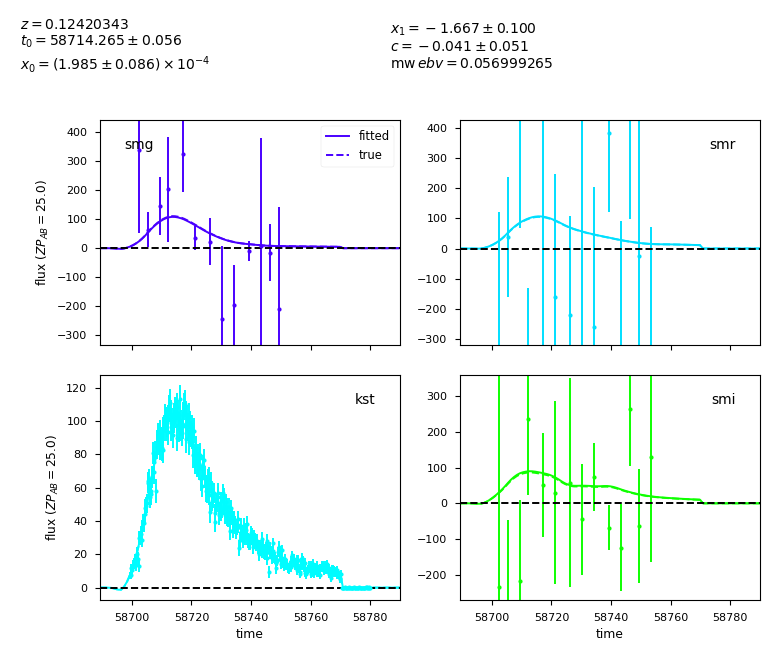 z = 0.12420343
t₀ = 58714.265 ± 0.056
x₀ = (1.985 ± 0.086) × 10⁻⁴
x₁ = −1.667 ± 0.100
c = −0.041 ± 0.051
mw ebv = 0.056999265
smg
fitted
true
400
300
200
100
0
−100
−200
−300
flux (ZP_AB = 25.0)
smr
400
300
200
100
0
−100
−200
−300
kst
120
100
80
60
40
20
0
flux (ZP_AB = 25.0)
58700 58720 58740 58760 58780
time
smi
300
200
100
0
−100
−200
58700 58720 58740 58760 58780
time